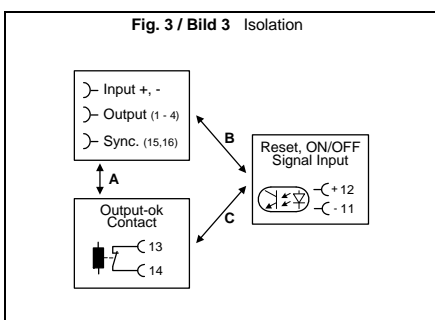 Fig. 3 / Bild 3 Isolation
Input +, -
Output (1 - 4)
Sync. (15,16)
B
A
Reset, ON/OFF
Signal Input
+ 12
- 11
C
Output-ok
Contact
13
14